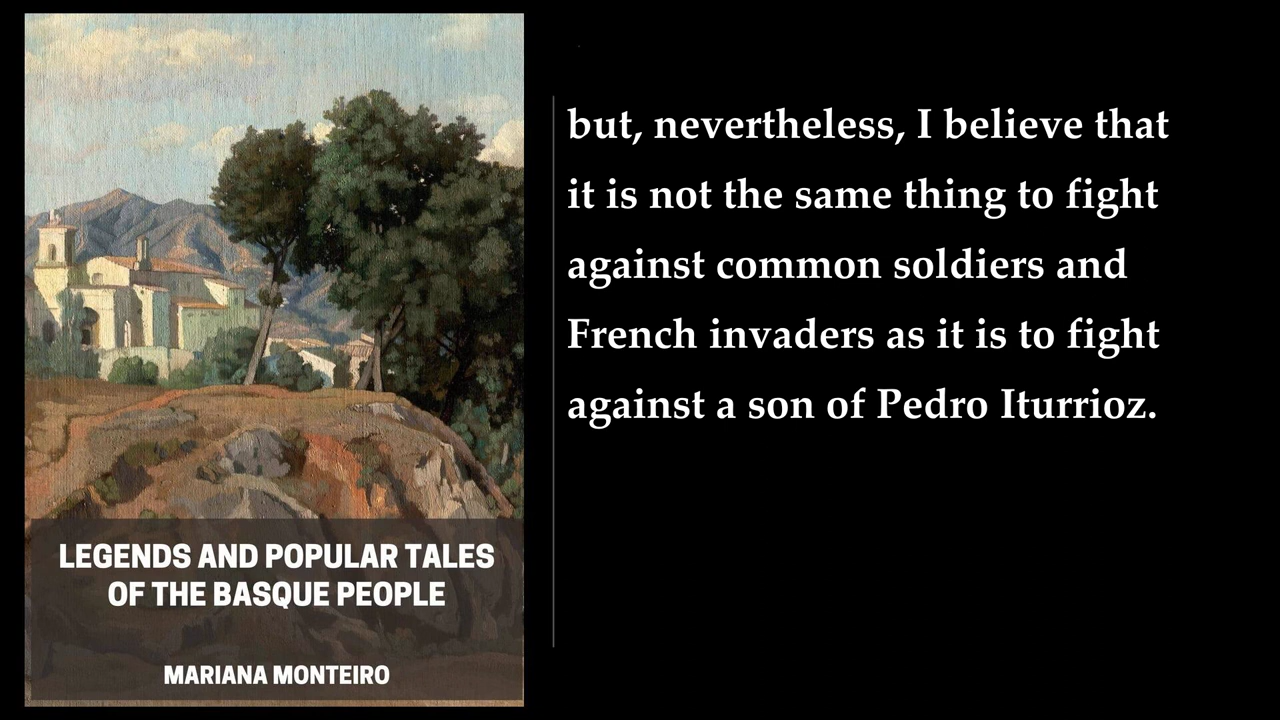 but, nevertheless, I believe that
it is not the same thing to fight
against common soldiers and
French invaders as it is to fight
against a son of Pedro Iturrioz.
LEGENDS AND POPULAR TALES
OF THE BASQUE PEOPLE
MARIANA MONTEIRO